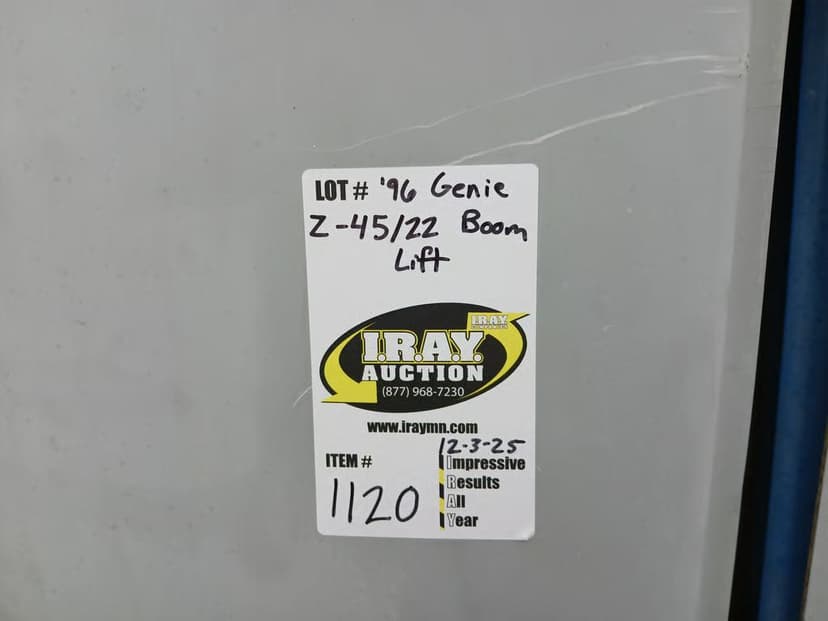 LOT # '96 Genie
Z-45/22 Boom
Lift
I.R.A.Y.
COMPANIES
I.R.A.Y.
AUCTION
(877) 968-7230
www.iraymn.com
12-3-25
ITEM #
1120
Impressive
Results
All
Year